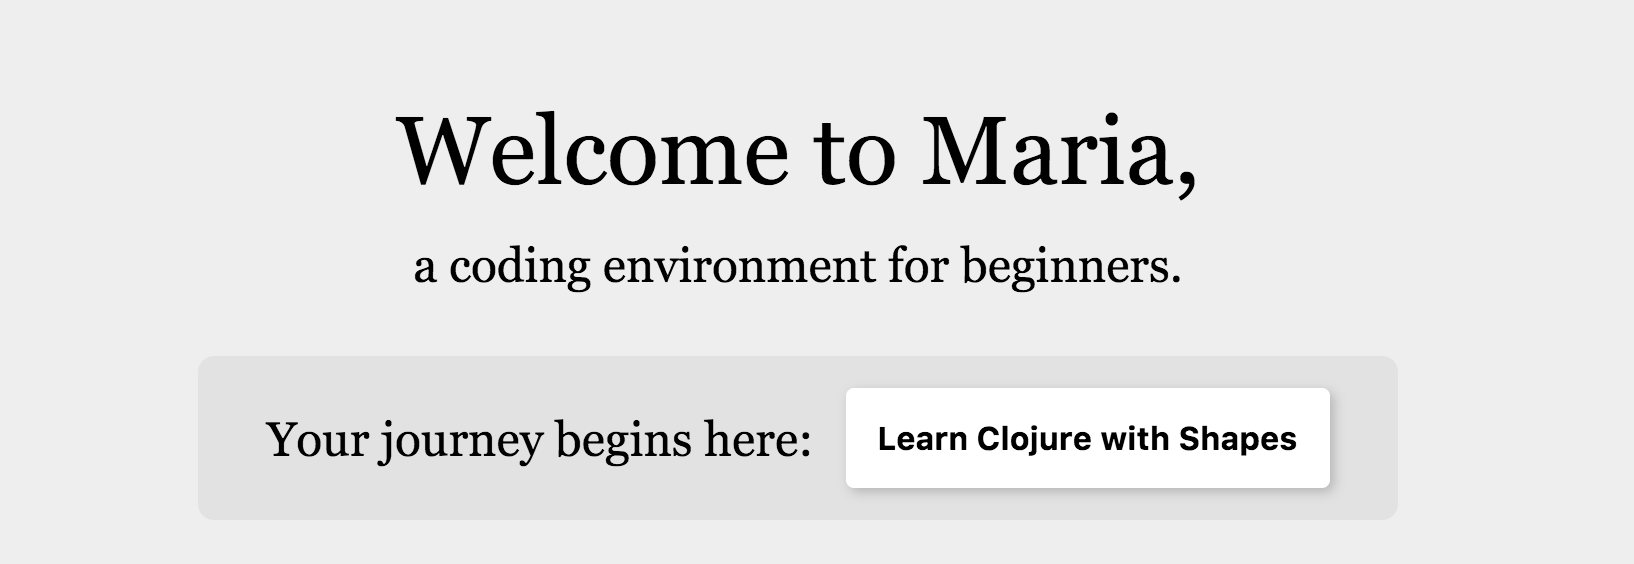 Welcome to Maria,
a coding environment for beginners.
Your journey begins here: Learn Clojure with Shapes